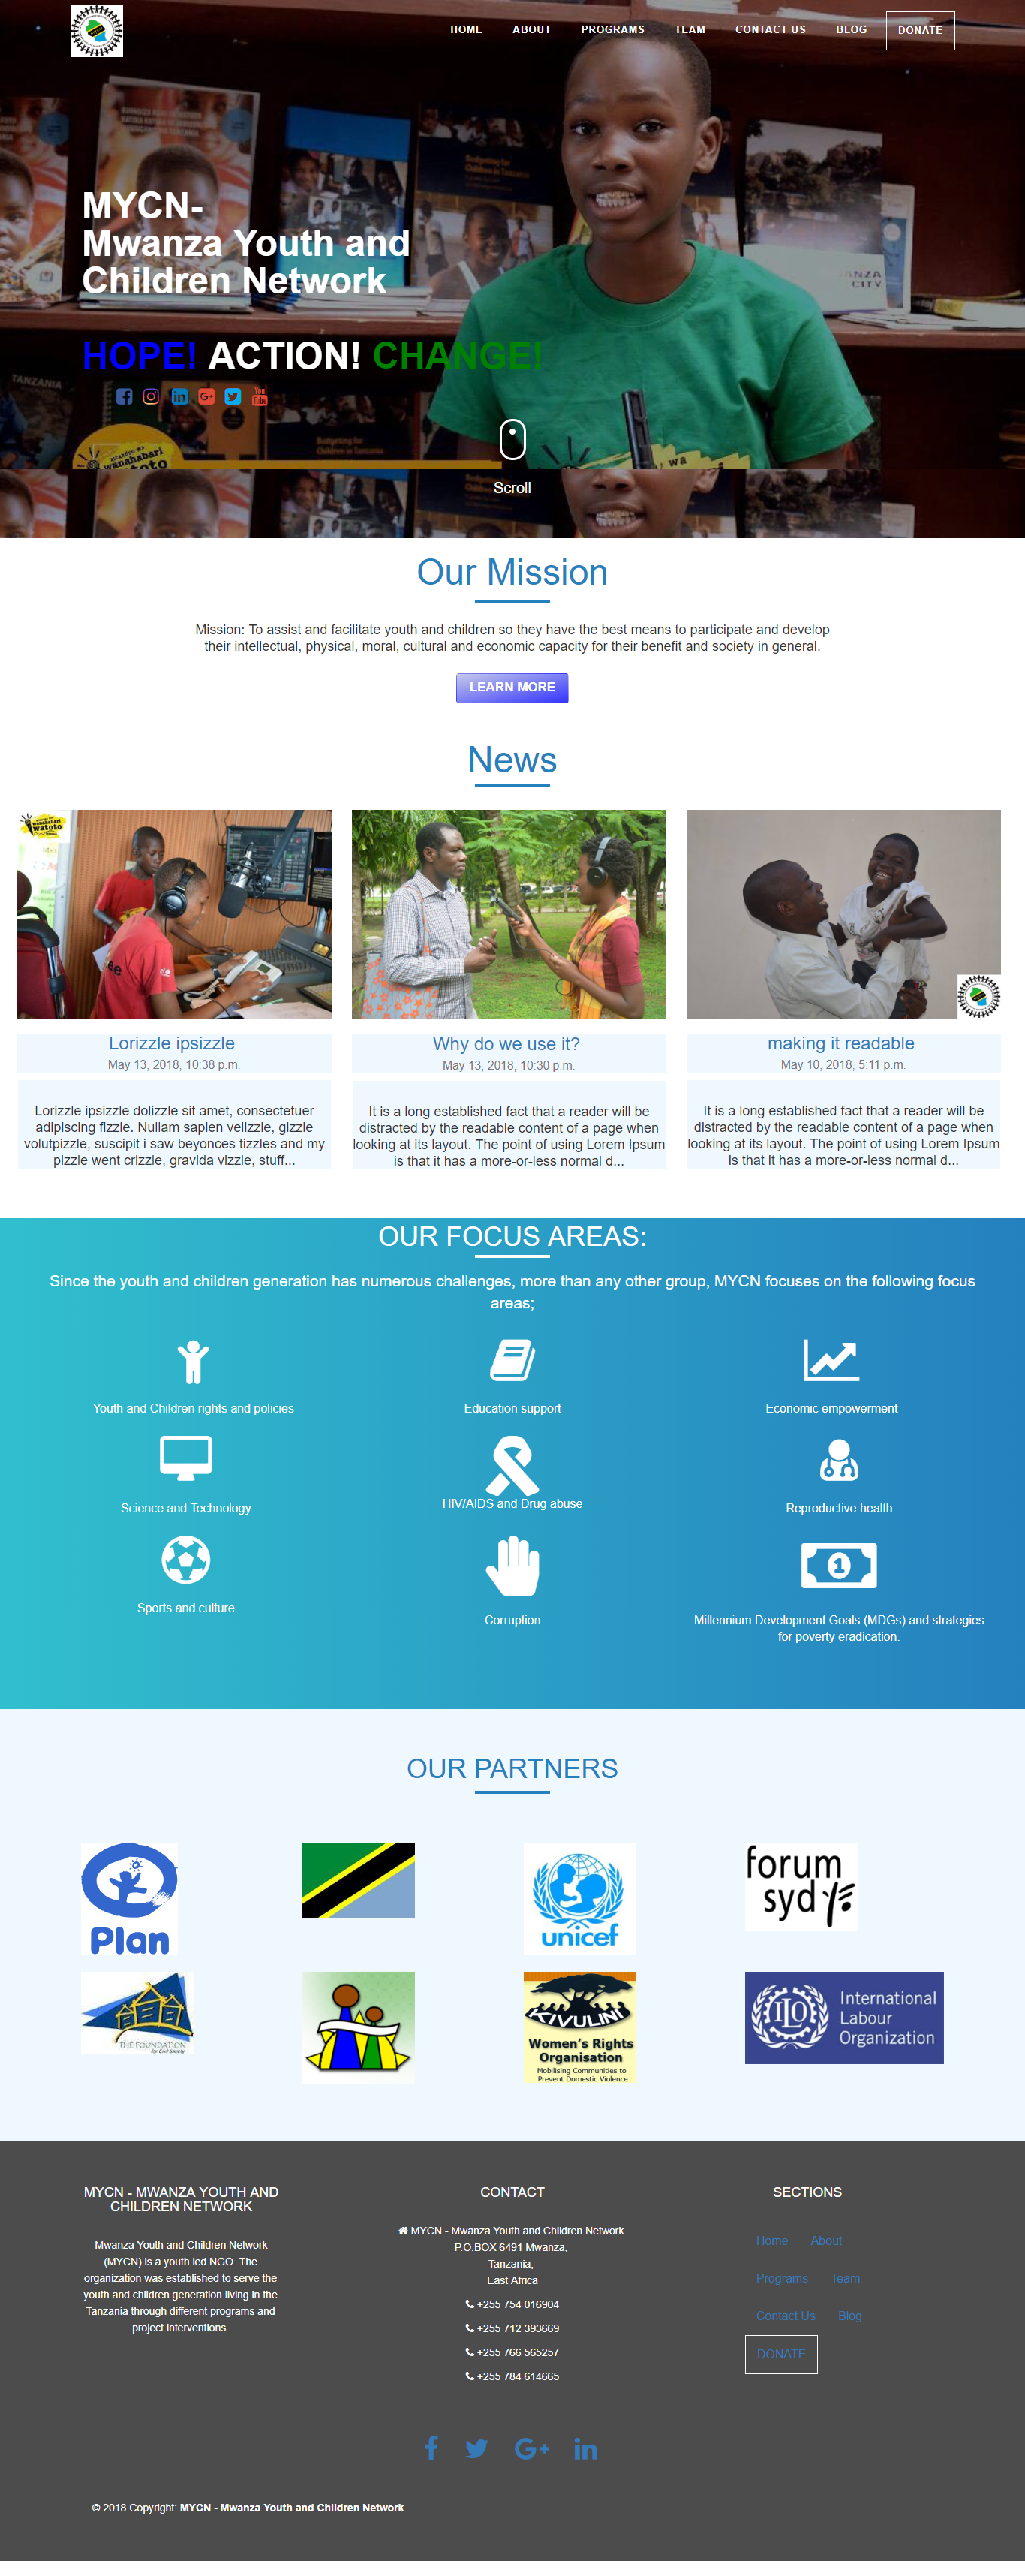 HOME ABOUT PROGRAMS TEAM CONTACT US BLOG DONATE
MYCN-
Mwanza Youth and
Children Network
HOPE! ACTION! CHANGE!
TANZANIA
wanahabari
Scroll
Our Mission
Mission: To assist and facilitate youth and children so they have the best means to participate and develop
their intellectual, physical, moral, cultural and economic capacity for their benefit and society in general.
LEARN MORE
News
wanahabari
watoto
Lorizzle ipsizzle
May 13, 2018, 10:38 p.m.
Lorizzle ipsizzle dolizzle sit amet, consectetuer
adipiscing fizzle. Nullam sapien velizzle, gizzle
volutpizzle, suscipit i saw beyonces tizzles and my
pizzle went crizzle, gravida vizzle, stuff...
Why do we use it?
May 13, 2018, 10:30 p.m.
It is a long established fact that a reader will be
distracted by the readable content of a page when
looking at its layout. The point of using Lorem Ipsum
is that it has a more-or-less normal d...
making it readable
May 10, 2018, 5:11 p.m.
It is a long established fact that a reader will be
distracted by the readable content of a page when
looking at its layout. The point of using Lorem Ipsum
is that it has a more-or-less normal d...
OUR FOCUS AREAS:
Since the youth and children generation has numerous challenges, more than any other group, MYCN focuses on the following focus
areas;
Youth and Children rights and policies
Education support
Economic empowerment
Science and Technology
HIV/AIDS and Drug abuse
Reproductive health
Sports and culture
Corruption
1
Millennium Development Goals (MDGs) and strategies
for poverty eradication.
OUR PARTNERS
Plan
unicef
forum
syd
THE FOUNDATION
for Civil Society
KIVULINI
Women's Rights
Organisation
Mobilising Communities to
Prevent Domestic Violence
ILO
International
Labour
Organization
MYCN - MWANZA YOUTH AND
CHILDREN NETWORK
Mwanza Youth and Children Network
(MYCN) is a youth led NGO .The
organization was established to serve the
youth and children generation living in the
Tanzania through different programs and
project interventions.
CONTACT
MYCN - Mwanza Youth and Children Network
P.O.BOX 6491 Mwanza,
Tanzania,
East Africa
+255 754 016904
+255 712 393669
+255 766 565257
+255 784 614665
SECTIONS
Home About
Programs Team
Contact Us Blog
DONATE
© 2018 Copyright: MYCN - Mwanza Youth and Children Network